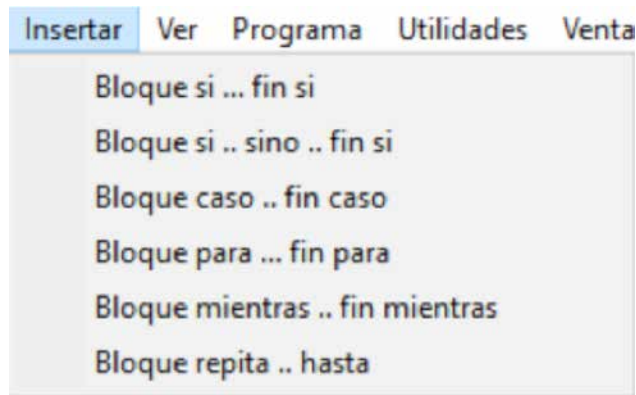 Insertar Ver Programa Utilidades Venta
Bloque si ... fin si
Bloque si .. sino .. fin si
Bloque caso .. fin caso
Bloque para ... fin para
Bloque mientras .. fin mientras
Bloque repita .. hasta